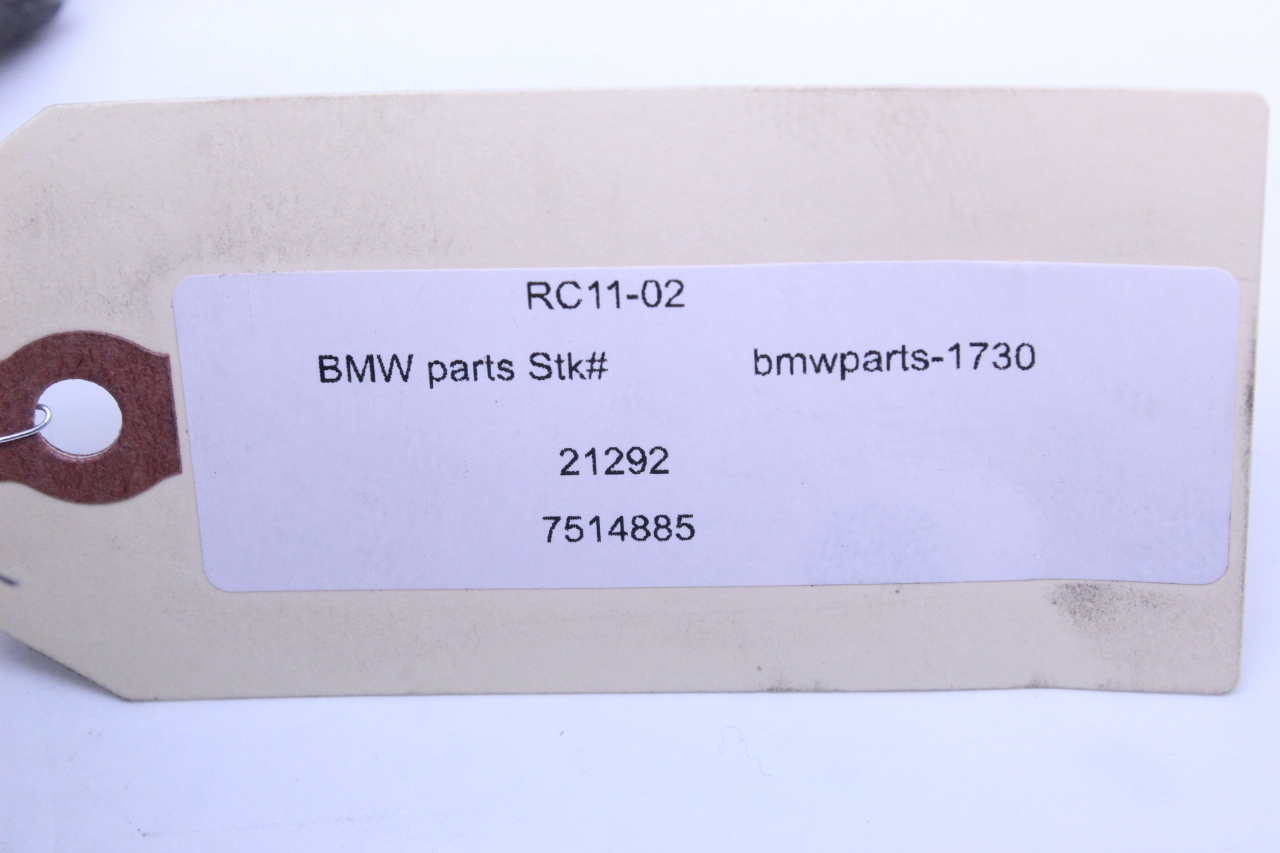 RC11-02
BMW parts Stk# bmwparts-1730
21292
7514885